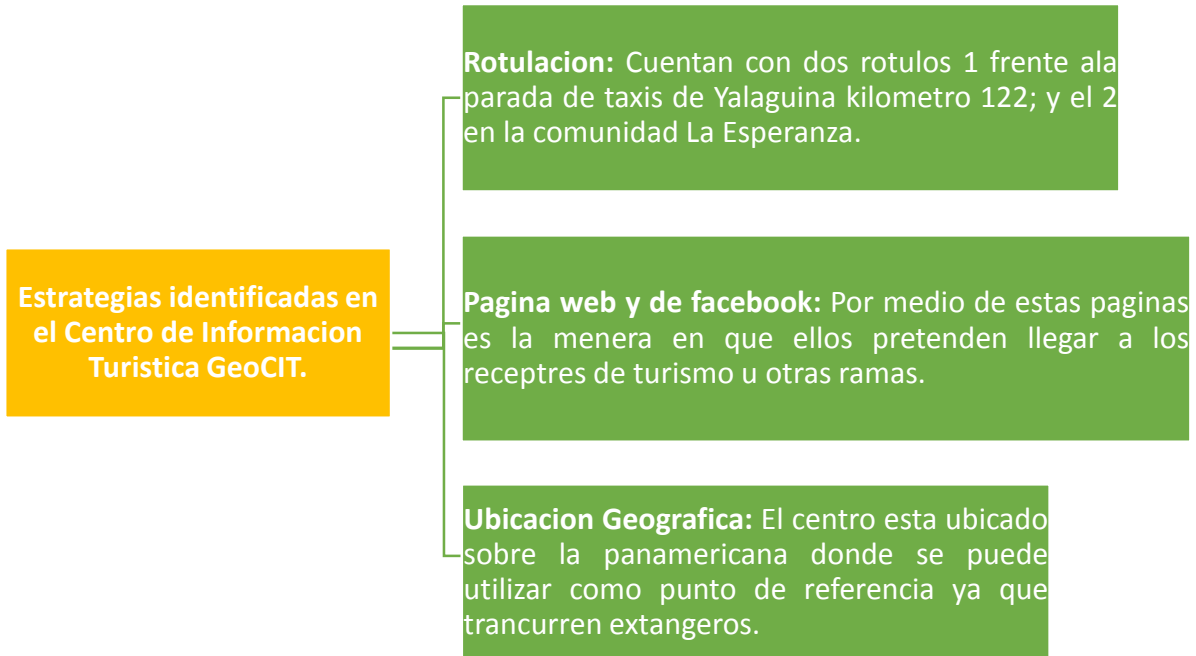 Estrategias identificadas en
el Centro de Informacion
Turistica GeoCIT.
Rotulacion: Cuentan con dos rotulos 1 frente ala
parada de taxis de Yalaguina kilometro 122; y el 2
en la comunidad La Esperanza.
Pagina web y de facebook: Por medio de estas paginas
es la menera en que ellos pretenden llegar a los
receptres de turismo u otras ramas.
Ubicacion Geografica: El centro esta ubicado
sobre la panamericana donde se puede
utilizar como punto de referencia ya que
trancurren extangeros.